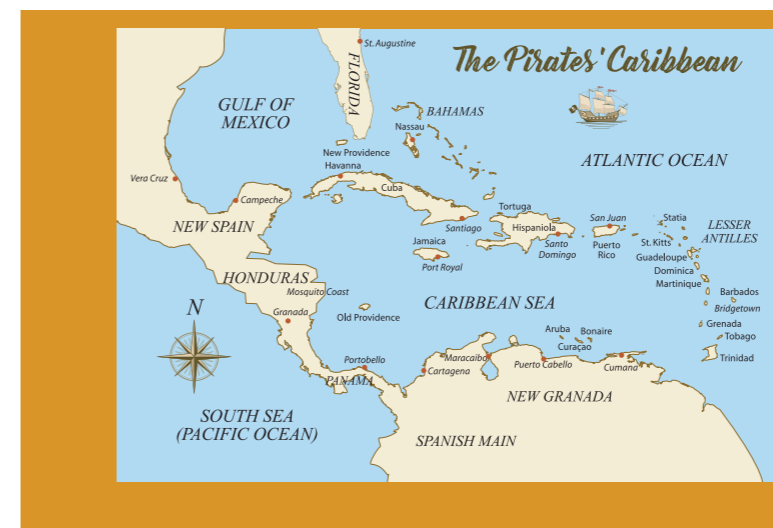 The Pirates' Caribbean
St. Augustine
FLORIDA
GULF OF
MEXICO
BAHAMAS
Nassau
New Providence
Havanna
ATLANTIC OCEAN
Vera Cruz
Campeche
Cuba
Tortuga
San Juan
Statia
LESSER
ANTILLES
NEW SPAIN
Santiago
Hispaniola
Santo
Domingo
Puerto
Rico
St. Kitts
Guadeloupe
Dominica
Martinique
Jamaica
Port Royal
HONDURAS
Mosquito Coast
Barbados
Bridgetown
N
Granada
Old Providence
CARIBBEAN SEA
Grenada
Tobago
Trinidad
Aruba
Bonaire
Curaçao
Portobello
Maracaibo
Puerto Cabello
Cumana
Cartagena
PANAMA
NEW GRANADA
SOUTH SEA
(PACIFIC OCEAN)
SPANISH MAIN